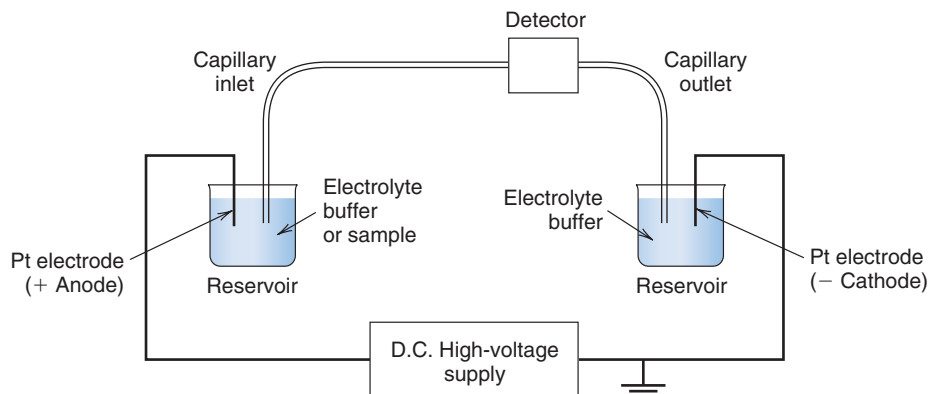 Detector
Capillary
inlet
Capillary
outlet
Electrolyte
buffer
or sample
Electrolyte
buffer
Pt electrode
(+ Anode)
Reservoir
Reservoir
Pt electrode
(− Cathode)
D.C. High-voltage
supply